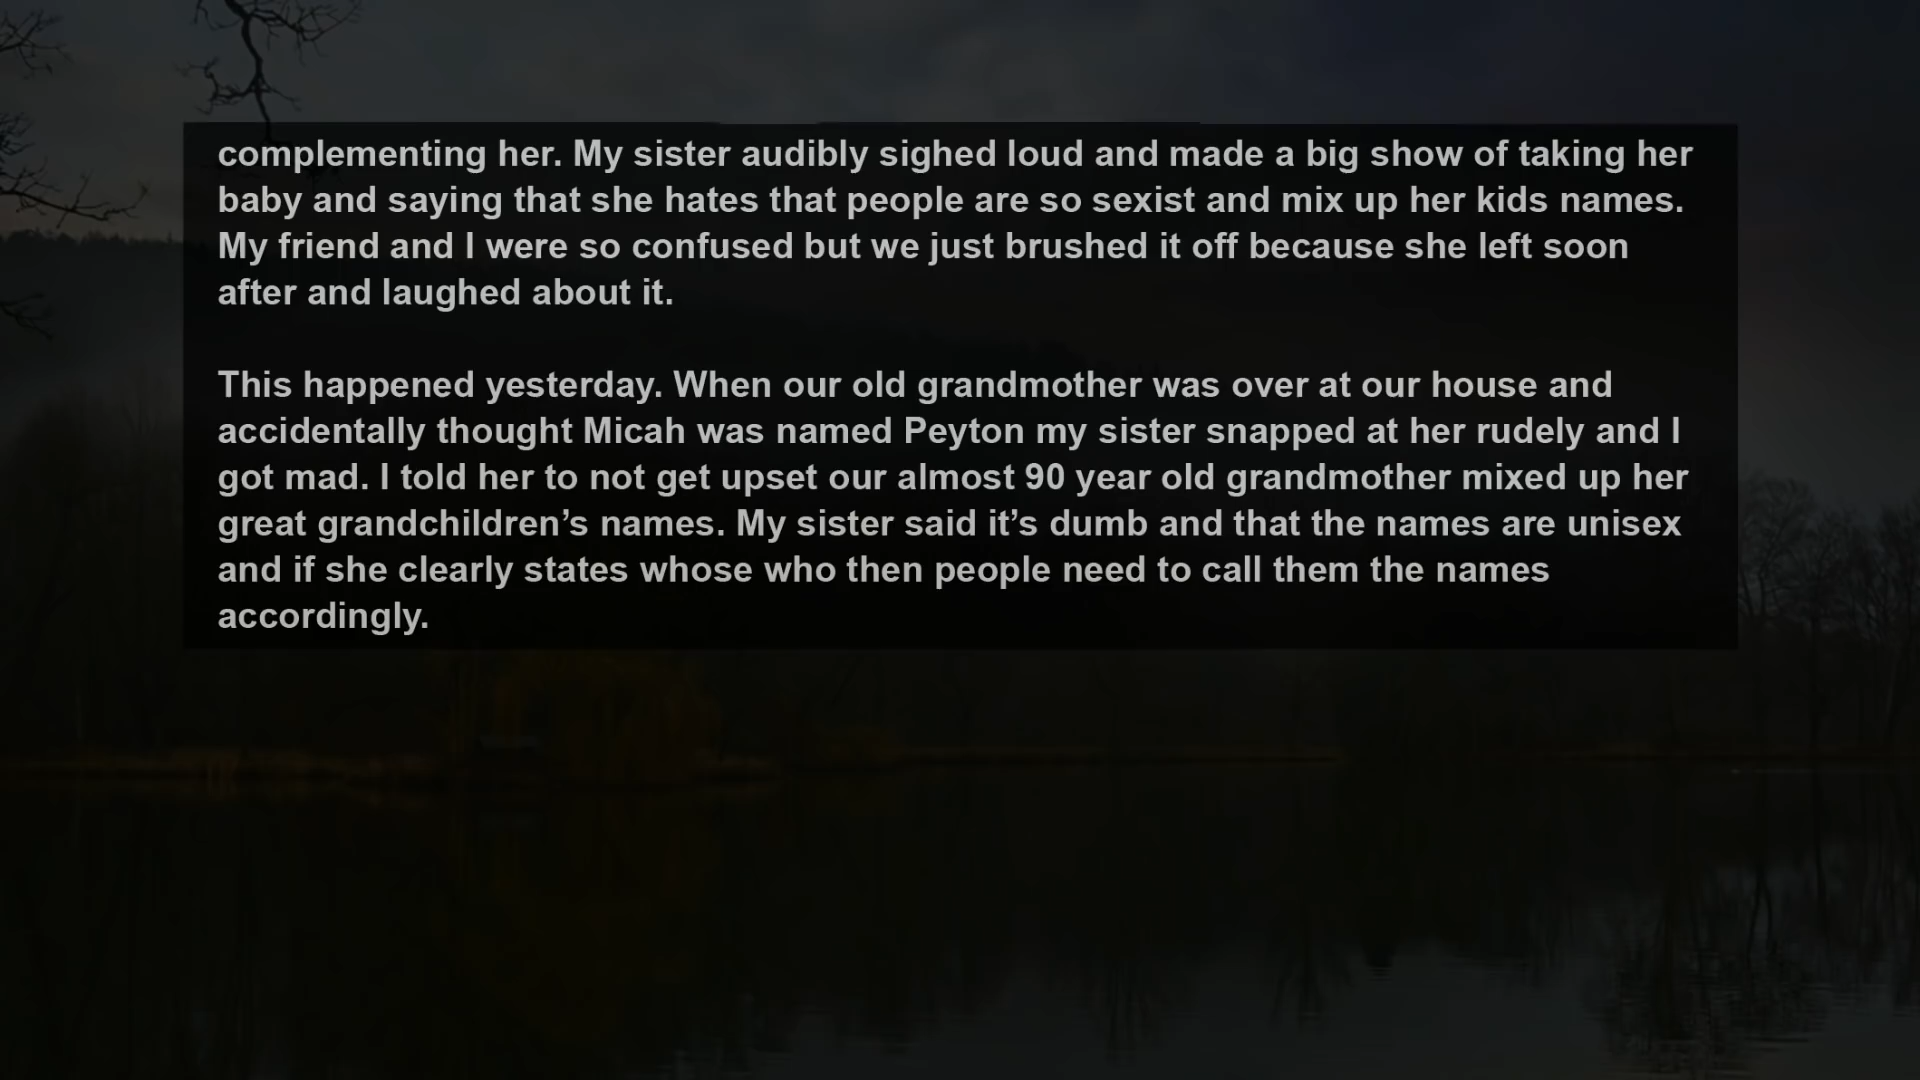 complementing her. My sister audibly sighed loud and made a big show of taking her
baby and saying that she hates that people are so sexist and mix up her kids names.
My friend and I were so confused but we just brushed it off because she left soon
after and laughed about it.
This happened yesterday. When our old grandmother was over at our house and
accidentally thought Micah was named Peyton my sister snapped at her rudely and I
got mad. I told her to not get upset our almost 90 year old grandmother mixed up her
great grandchildren’s names. My sister said it’s dumb and that the names are unisex
and if she clearly states whose who then people need to call them the names
accordingly.